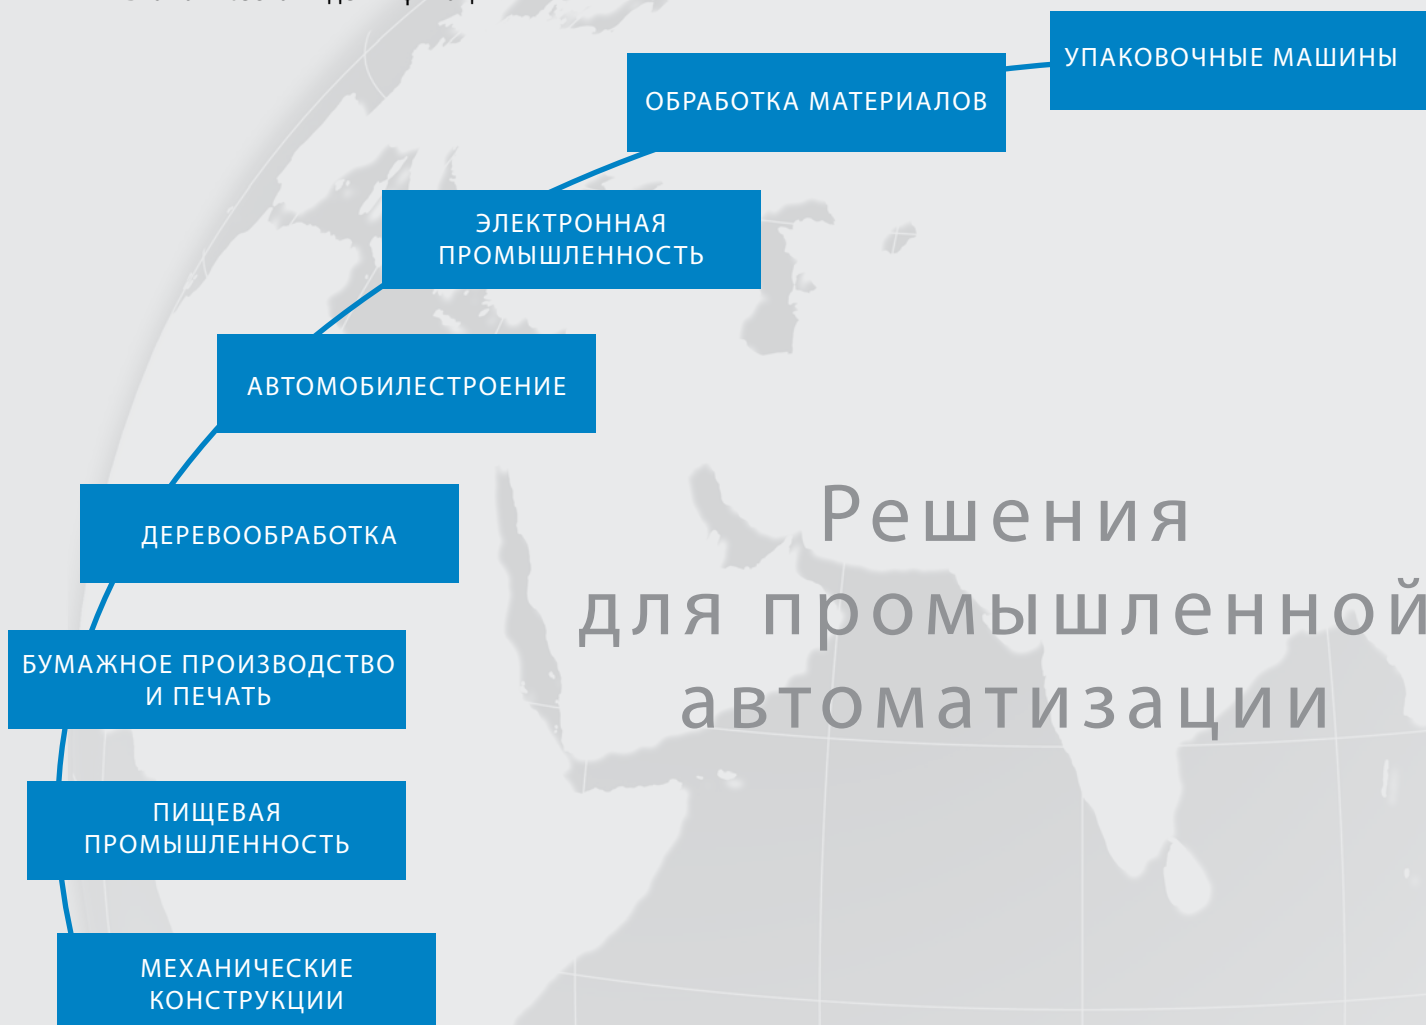 УПАКОВОЧНЫЕ МАШИНЫ
ОБРАБОТКА МАТЕРИАЛОВ
ЭЛЕКТРОННАЯ
ПРОМЫШЛЕННОСТЬ
АВТОМОБИЛЕСТРОЕНИЕ
ДЕРЕВООБРАБОТКА
БУМАЖНОЕ ПРОИЗВОДСТВО
И ПЕЧАТЬ
ПИЩЕВАЯ
ПРОМЫШЛЕННОСТЬ
МЕХАНИЧЕСКИЕ
КОНСТРУКЦИИ
Решения
для промышленной
автоматизации